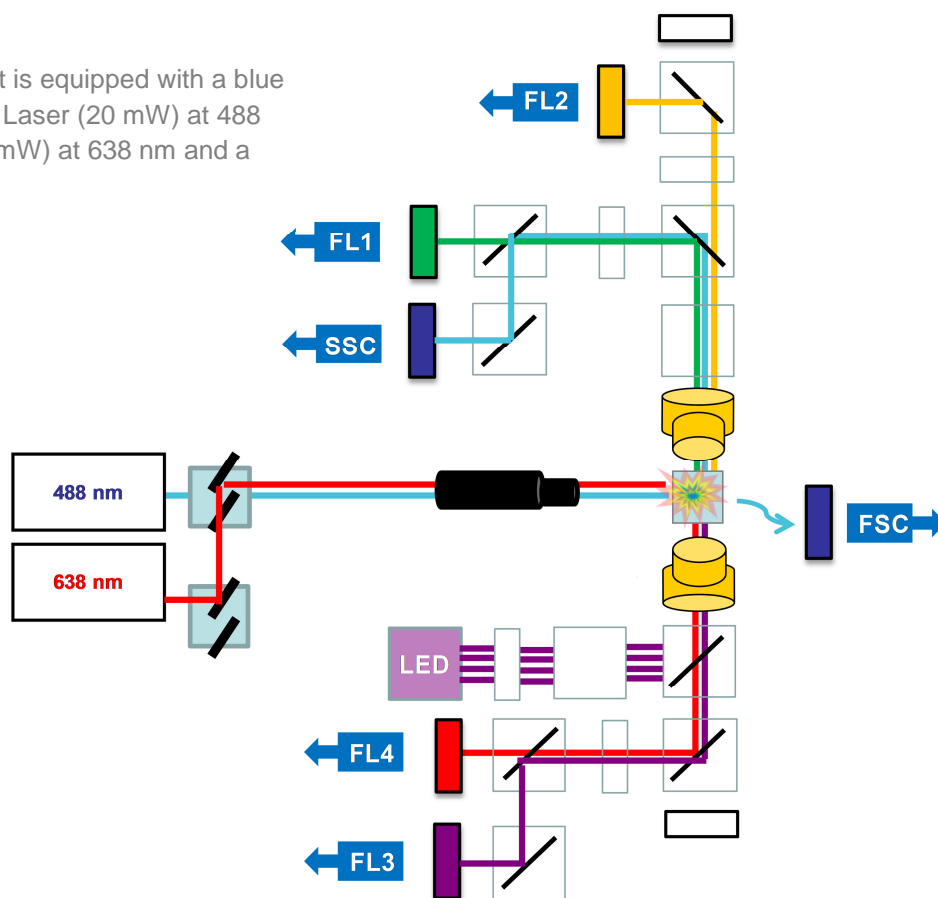 t is equipped with a blue
Laser (20 mW) at 488
mW) at 638 nm and a
FL2
FL1
SSC
488 nm
FSC
638 nm
LED
FL4
FL3